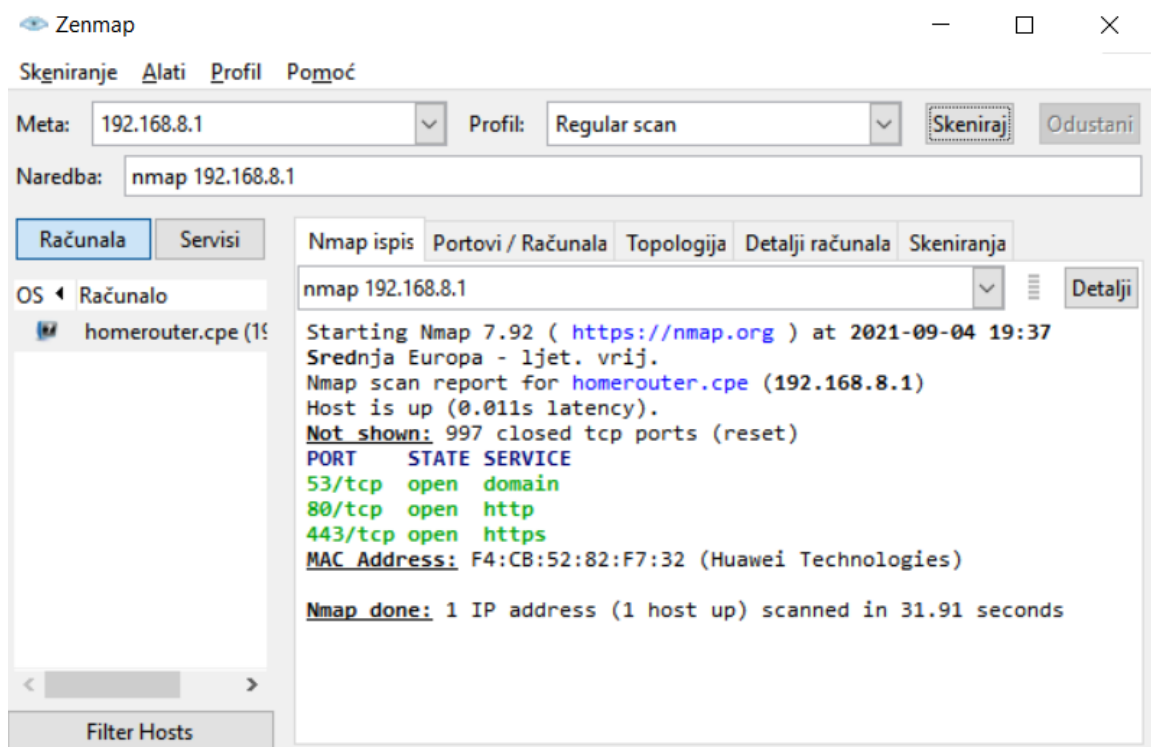 Zenmap
Skeniranje Alati Profil Pomoć
Meta: 192.168.8.1 Profil: Regular scan Skeniraj Odustani
Naredba: nmap 192.168.8.1
Računala Servisi
Nmap ispis Portovi / Računala Topologija Detalji računala Skeniranja
OS Računalo
nmap 192.168.8.1 Detalji
homerouter.cpe (19
Starting Nmap 7.92 ( https://nmap.org ) at 2021-09-04 19:37
Srednja Europa - ljet. vrij.
Nmap scan report for homerouter.cpe (192.168.8.1)
Host is up (0.011s latency).
Not shown: 997 closed tcp ports (reset)
PORT STATE SERVICE
53/tcp open domain
80/tcp open http
443/tcp open https
MAC Address: F4:CB:52:82:F7:32 (Huawei Technologies)
Nmap done: 1 IP address (1 host up) scanned in 31.91 seconds
Filter Hosts